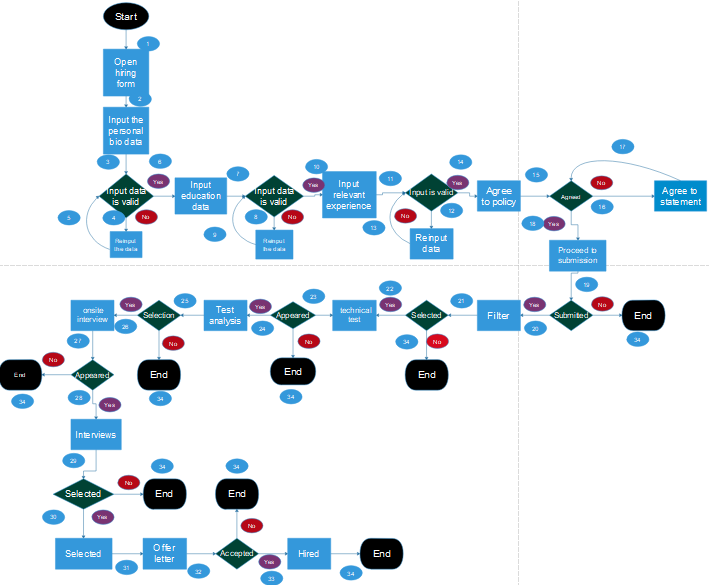 Start
1
Open
hiring
form
2
Input the
personal
bio data
3
6
Yes
Input data
is valid
5
4
No
Reinput
the data
Input
education
data
7
Input data
is valid
8
No
9
Reinput
the data
10
Yes
Input
relevant
experience
11
13
Input is valid
14
Yes
12
No
Reinput
data
Agree
to policy
15
Agreed
17
No
16
Agree to
statement
18
Yes
Proceed to
submission
19
Submitted
No
End
34
Yes
20
Filter
21
Selected
34
No
End
22
Yes
technical
test
23
Appeared
No
End
34
Yes
24
Test
analysis
25
Selection
No
End
34
Yes
26
onsite
interview
27
Appeared
No
End
34
28
Yes
Interviews
29
Selected
No
34
End
30
Yes
Selected
31
Offer
letter
32
Accepted
No
End
34
Yes
33
Hired
34
End